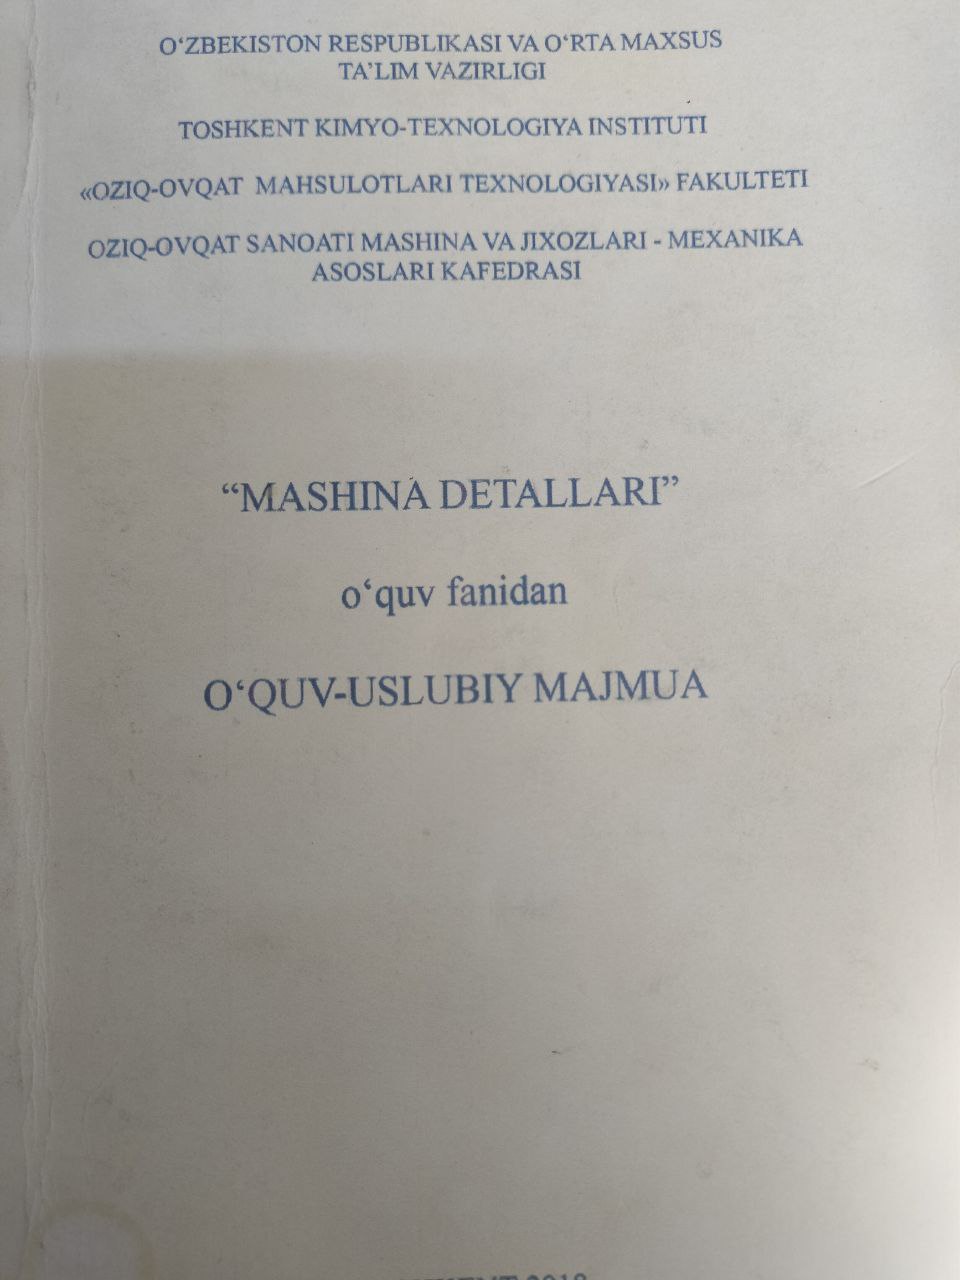 O‘ZBEKISTON RESPUBLIKASI VA O‘RTA MAXSUS
TA’LIM VAZIRLIGI
TOSHKENT KIMYO-TEXNOLOGIYA INSTITUTI
«OZIQ-OVQAT MAHSULOTLARI TEXNOLOGIYASI» FAKULTETI
OZIQ-OVQAT SANOATI MASHINA VA JIXOZLARI - MEXANIKA
ASOSLARI KAFEDRASI
“MASHINA DETALLARI”
o‘quv fanidan
O‘QUV-USLUBIY MAJMUA